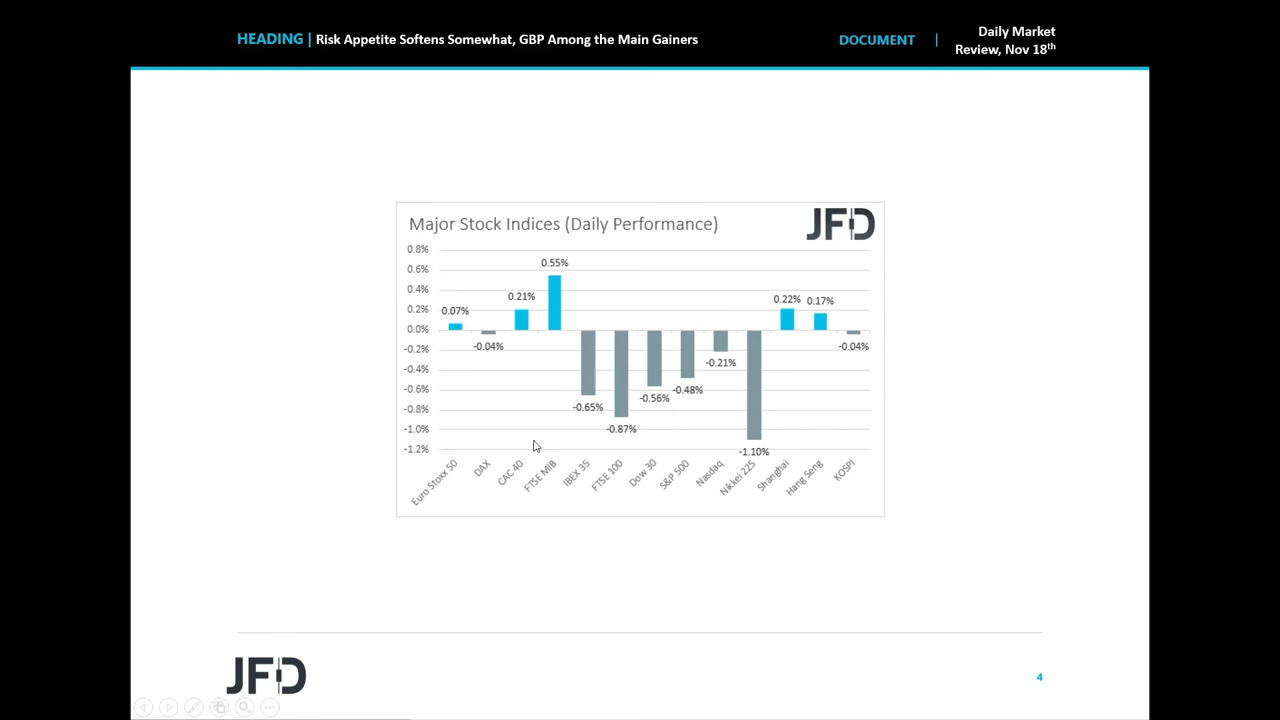 HEADING | Risk Appetite Softens Somewhat, GBP Among the Main Gainers
DOCUMENT | Daily Market
Review, Nov 18th
Major Stock Indices (Daily Performance)
JFD
0.8%
0.6%
0.4%
0.2%
0.0%
-0.2%
-0.4%
-0.6%
-0.8%
-1.0%
-1.2%
0.07%
-0.04%
0.21%
0.55%
-0.65%
-0.87%
-0.56%
-0.48%
-0.21%
-1.10%
0.22%
0.17%
-0.04%
Euro Stoxx 50
DAX
CAC 40
FTSE MIB
IBEX 35
FTSE 100
Dow 30
S&P 500
Nasdaq
Nikkei 225
Shanghai
Hang Seng
KOSPI
JFD
4